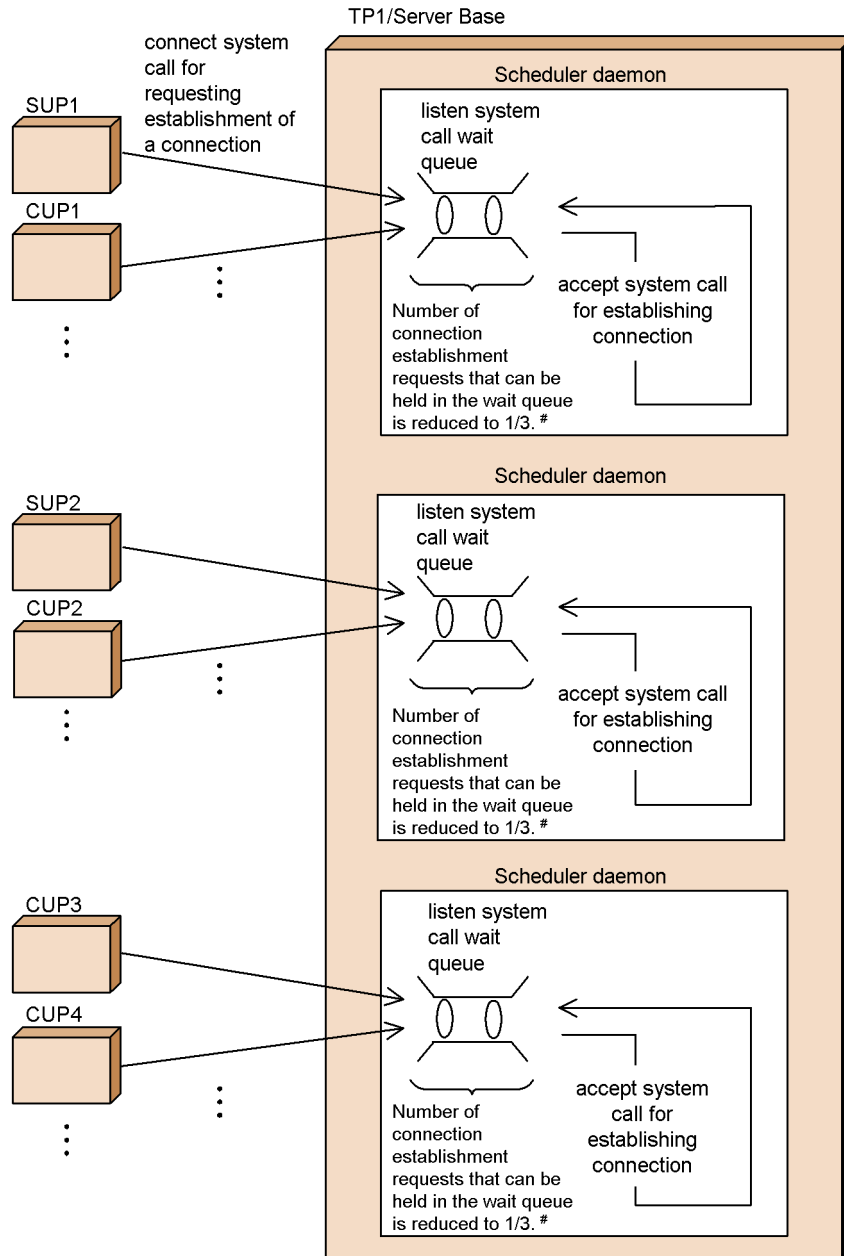 TP1/Server Base
connect system
call for
requesting
establishment of
a connection
Scheduler daemon
SUP1
listen system
call wait
queue
CUP1
accept system call
for establishing
connection
Number of
connection
establishment
requests that can be
held in the wait queue
is reduced to 1/3. #
Scheduler daemon
SUP2
listen system
call wait
queue
CUP2
accept system call
for establishing
connection
Number of
connection
establishment
requests that can be
held in the wait queue
is reduced to 1/3. #
Scheduler daemon
CUP3
listen system
call wait
queue
CUP4
accept system
call for
establishing
connection
Number of
connection
establishment
requests that can be
held in the wait queue
is reduced to 1/3. #